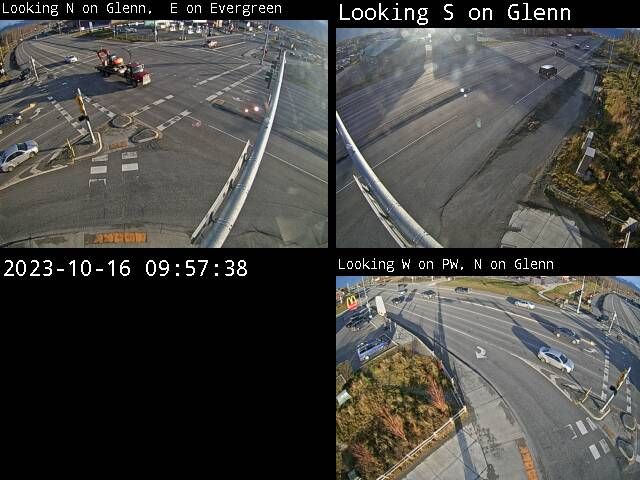 Looking N on Glenn,  E on Evergreen
Looking S on Glenn
2023-10-16 09:57:38
Looking W on PW, N on Glenn